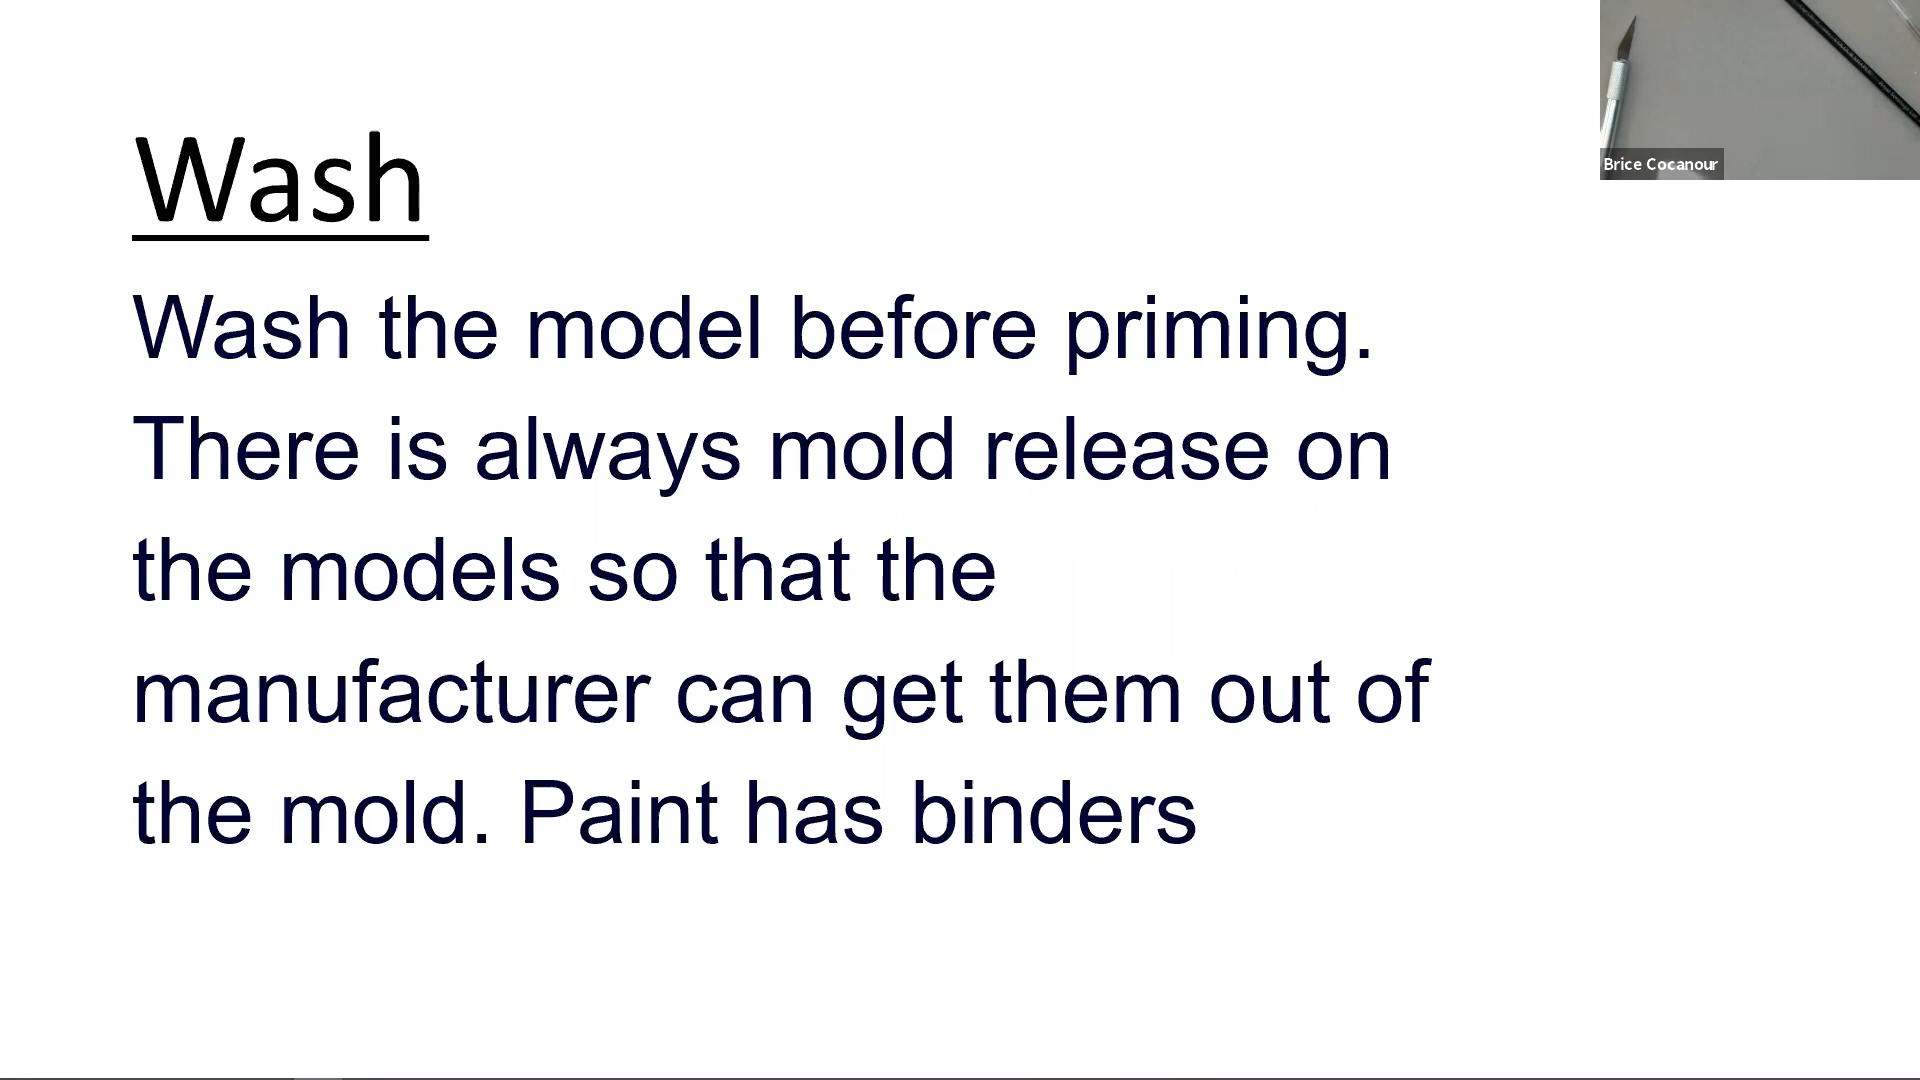 Wash
Wash the model before priming.
There is always mold release on
the models so that the
manufacturer can get them out of
the mold. Paint has binders
Brice Cocanour